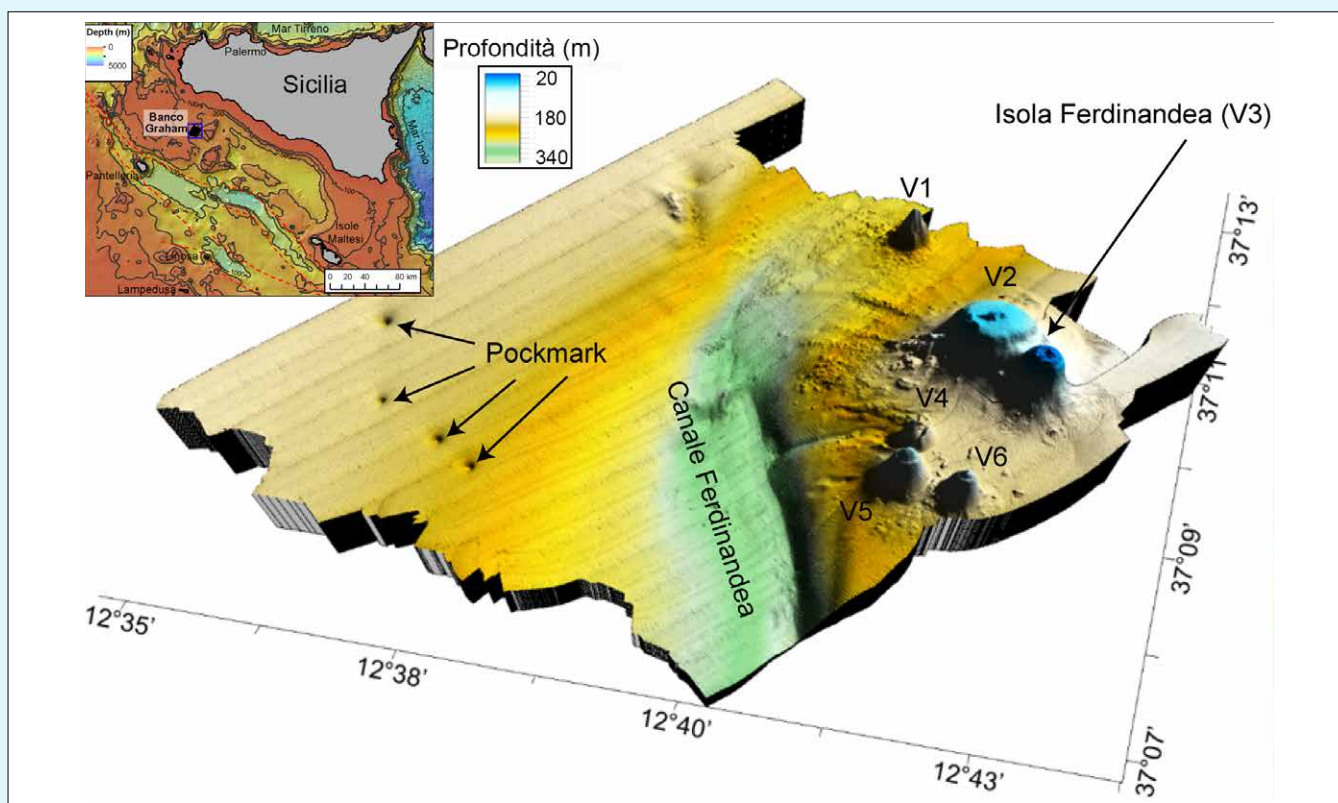 Depth (m)
0
5000
Mar Tirreno
Palermo
Sicilia
Banco
Graham
Mar Ionio
Pantelleria
Isole
Maltesi
Linosa
Lampedusa
0 20 40 80 km
Profondità (m)
20
180
340
Isola Ferdinandea (V3)
V1
V2
V4
V6
V5
Pockmark
Canale Ferdinandea
37°13'
37°11'
37°09'
37°07'
12°35'
12°38'
12°40'
12°43'